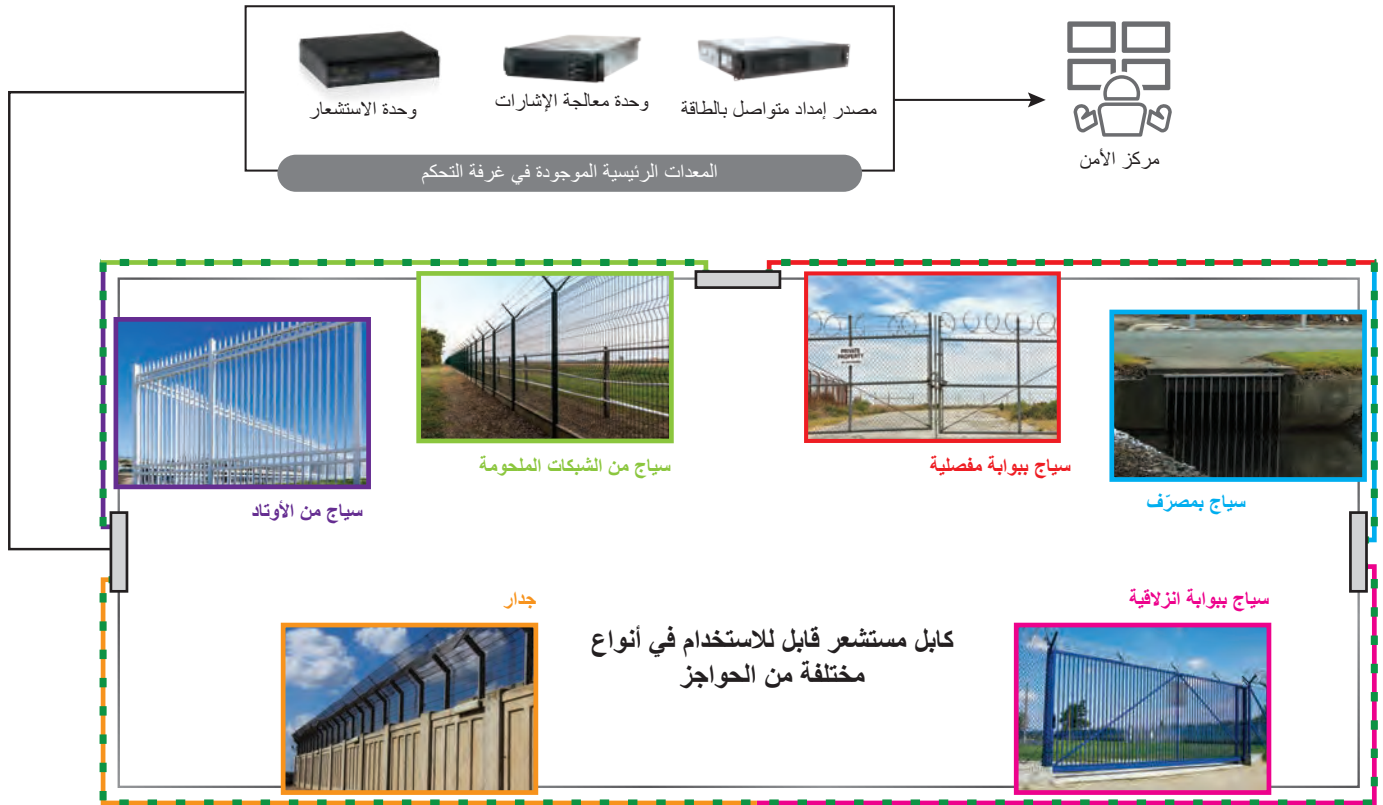 مصدر إمداد متواصل بالطاقة
وحدة معالجة الإشارات
وحدة الاستشعار
مركز الأمن
المعدات الرئيسية الموجودة في غرفة التحكم
PRIVATE
PROPERTY
سياج بمصرّف
سياج ببوابة مفصلية
سياج من الشبكات الملحومة
سياج من الأوتاد
سياج ببوابة انزلاقية
جدار
كابل مستشعر قابل للاستخدام في أنواع
مختلفة من الحواجز